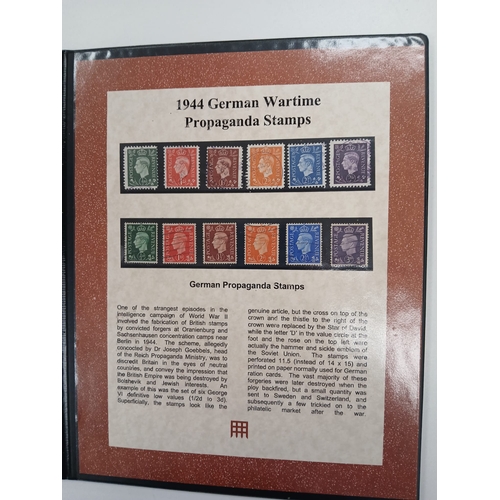 1944 German Wartime
Propaganda Stamps
German Propaganda Stamps
One of the strangest episodes in the
intelligence campaign of World War II
involved the fabrication of British stamps
by convicted forgers at Oranienburg and
Sachsenhausen concentration camps near
Berlin in 1944. The scheme, allegedly
concocted by Dr Joseph Goebbels, head
of the Reich Propaganda Ministry, was to
discredit Britain in the eyes of neutral
countries, and convey the impression that
the British Empire was being destroyed by
Bolshevik and Jewish interests. An
example of this was the set of six George
VI definitive low values (1/2d to 3d).
Superficially, the stamps look like the
genuine article, but the cross on top of the
crown and the thistle to the right of the
crown were replaced by the Star of David,
while the letter 'D' in the value circle at the
foot and the rose on the top left were
actually the hammer and sickle emblem of
the Soviet Union. The stamps were
perforated 11.5 (instead of 14 x 15) and
printed on paper normally used for German
ration cards. The vast majority of these
forgeries were later destroyed when the
ploy backfired, but a small quantity was
sent to Sweden and Switzerland, and
subsequently a few trickled on to the
philatelic market after the war.